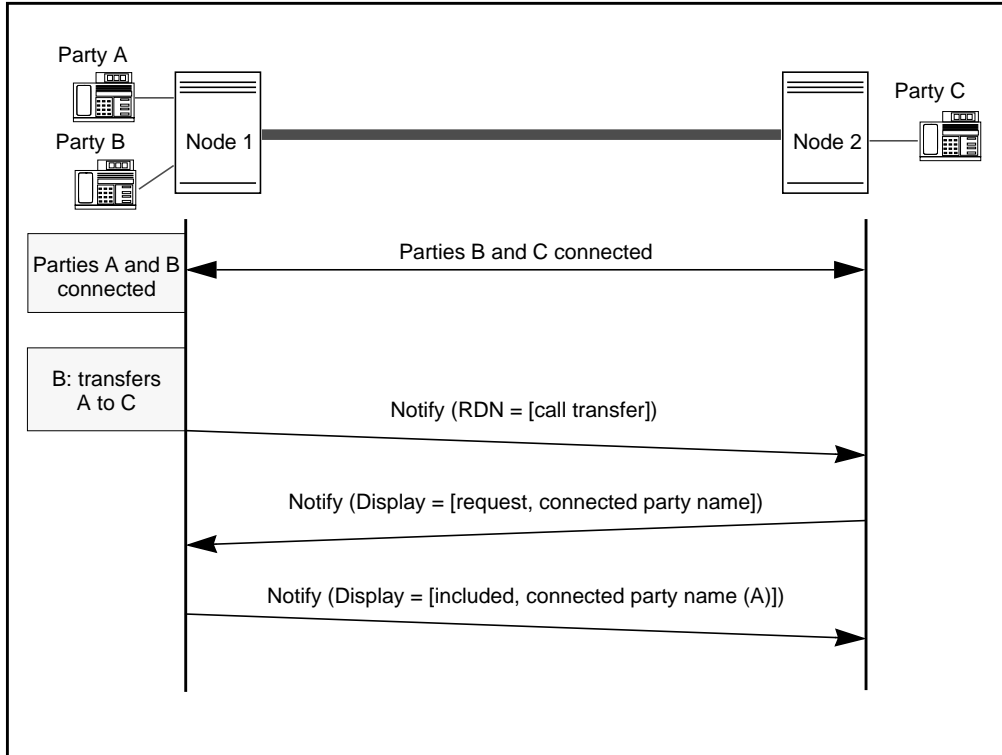 Party A
Party B
Node 1
Node 2
Party C
Parties A and B
connected
Parties B and C connected
B: transfers
A to C
Notify (RDN = [call transfer])
Notify (Display = [request, connected party name])
Notify (Display = [included, connected party name (A)])